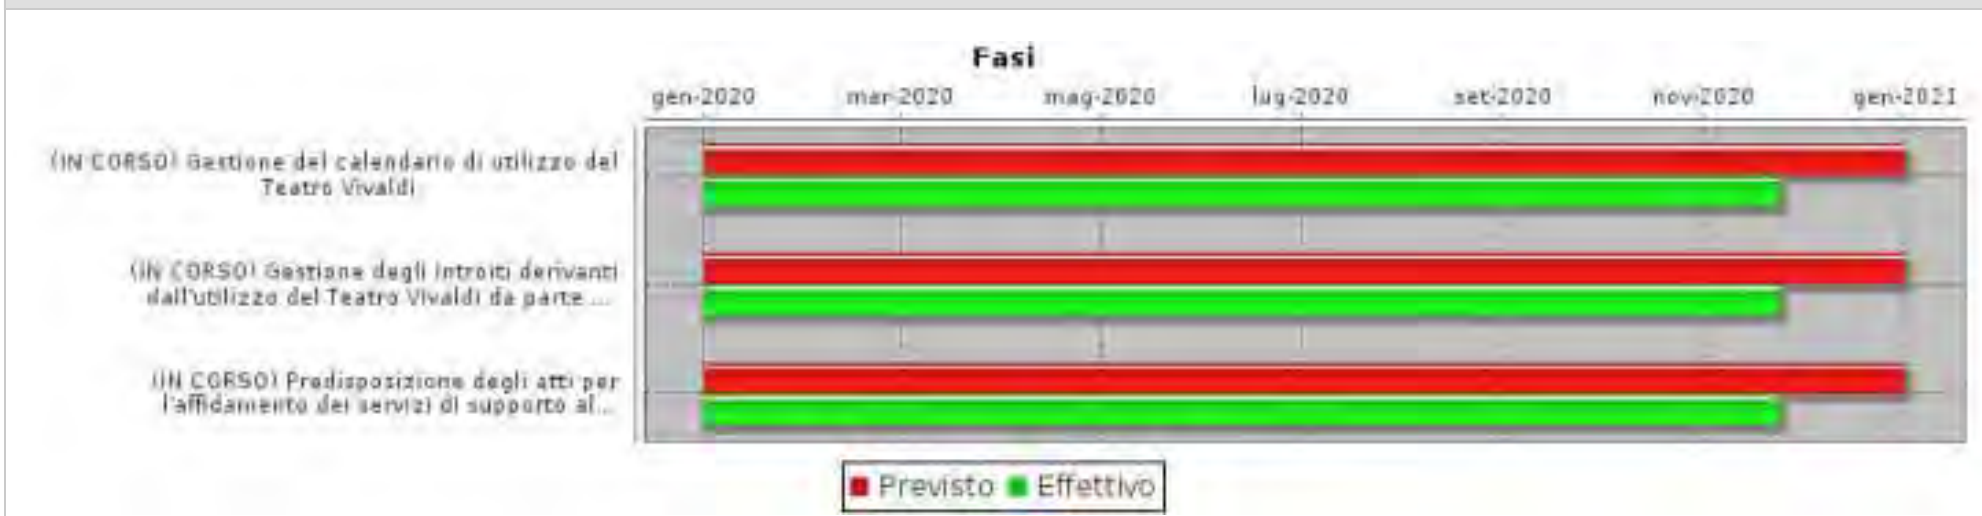 Fasi
gen-2020 mar-2020 mag-2020 lug-2020 set-2020 nov-2020 gen-2021
(IN CORSO) Gestione del calendario di utilizzo del
Teatro Vivaldi
(IN CORSO) Gestione degli introiti derivanti
dall'utilizzo del Teatro Vivaldi da parte ...
(IN CORSO) Predisposizione degli atti per
l'affidamento dei servizi di supporto al...
Previsto Effettivo